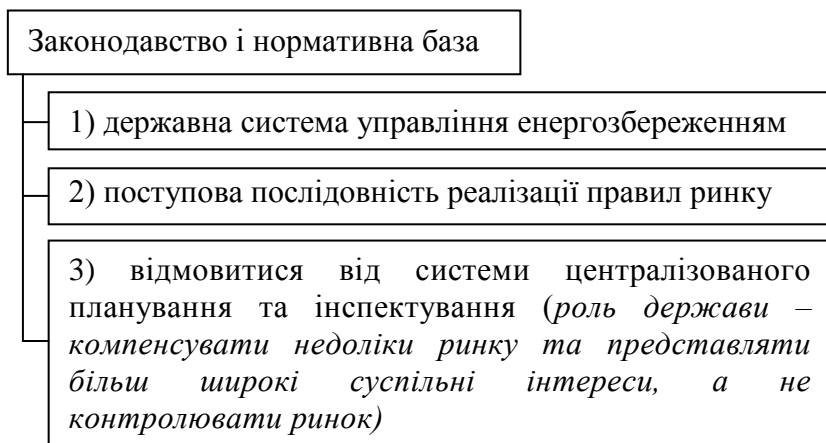 Законодавство і нормативна база
1) державна система управління енергозбереженням
2) поступова послідовність реалізації правил ринку
3) відмовитися від системи централізованого
планування та інспектування (роль держави –
компенсувати недоліки ринку та представляти
більш широкі суспільні інтереси, а не
контролювати ринок)